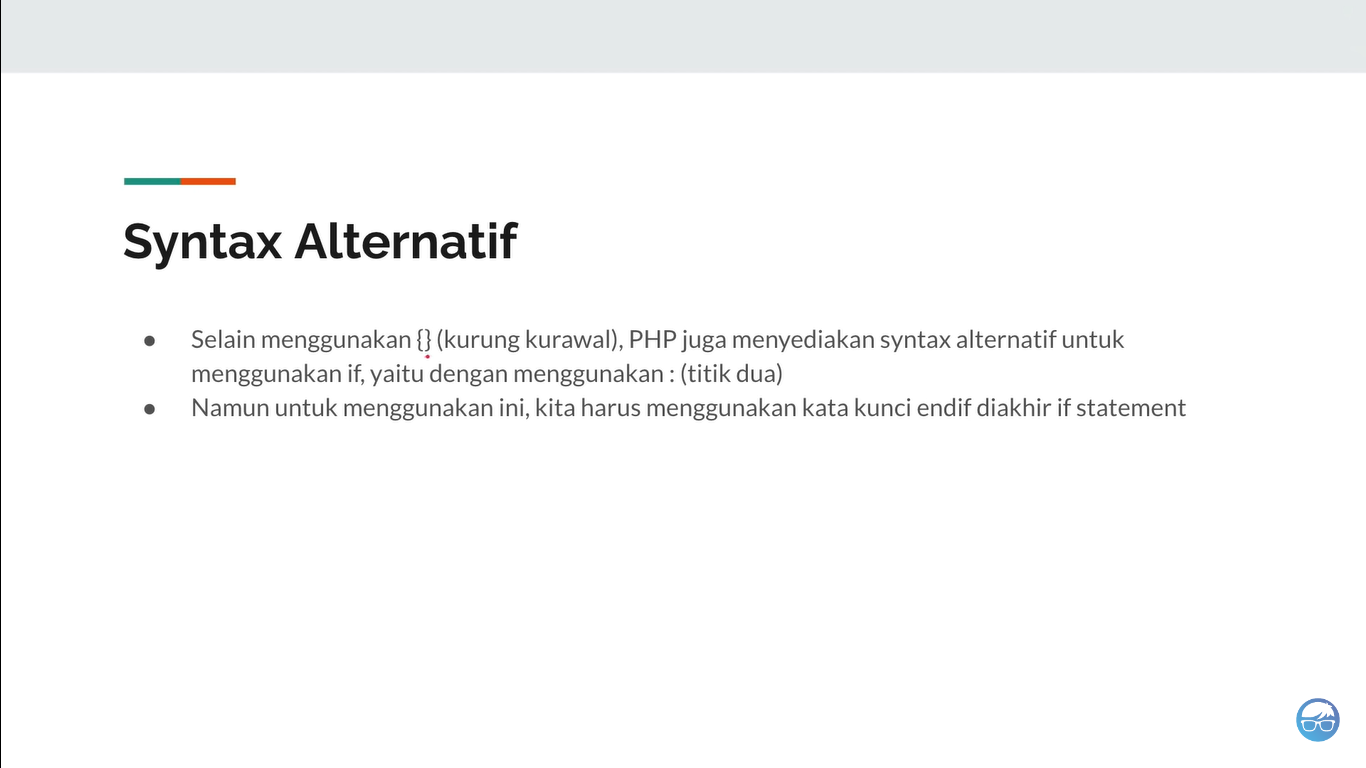 Syntax Alternatif
● Selain menggunakan {} (kurung kurawal), PHP juga menyediakan syntax alternatif untuk
menggunakan if, yaitu dengan menggunakan : (titik dua)
● Namun untuk menggunakan ini, kita harus menggunakan kata kunci endif diakhir if statement